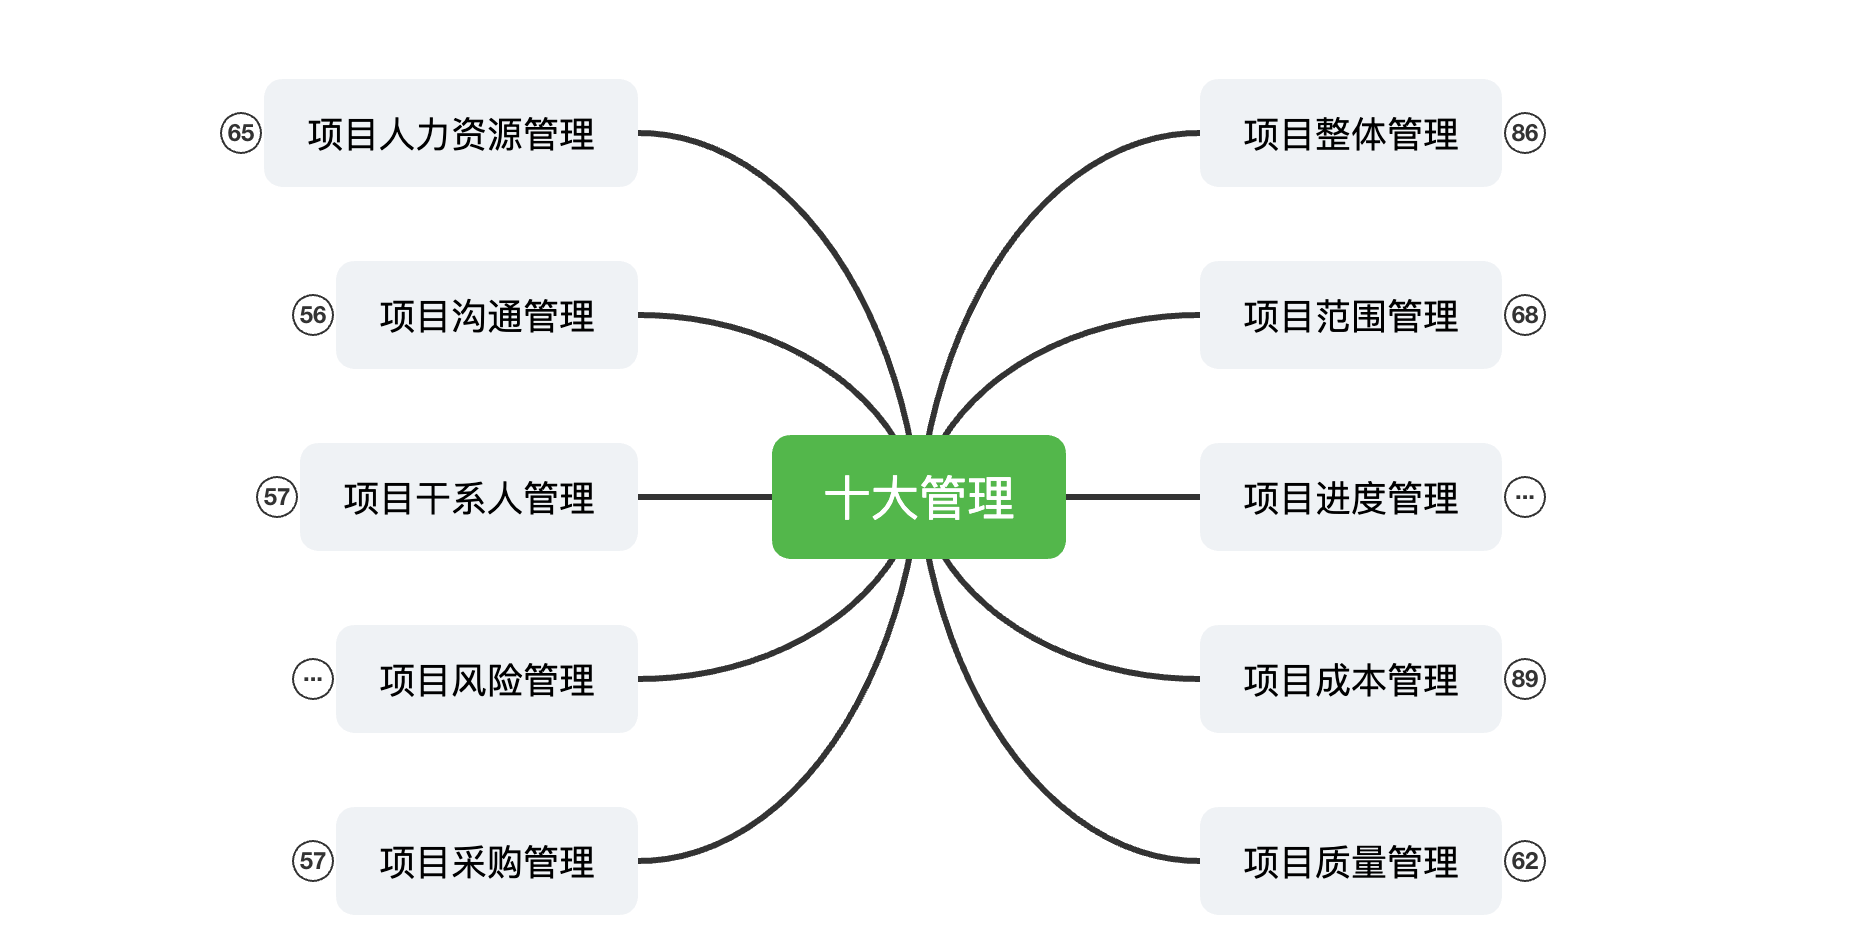 65
项目人力资源管理
56
项目沟通管理
57
项目干系人管理
...
项目风险管理
57
项目采购管理
十大管理
项目整体管理
86
项目范围管理
68
项目进度管理
...
项目成本管理
89
项目质量管理
62